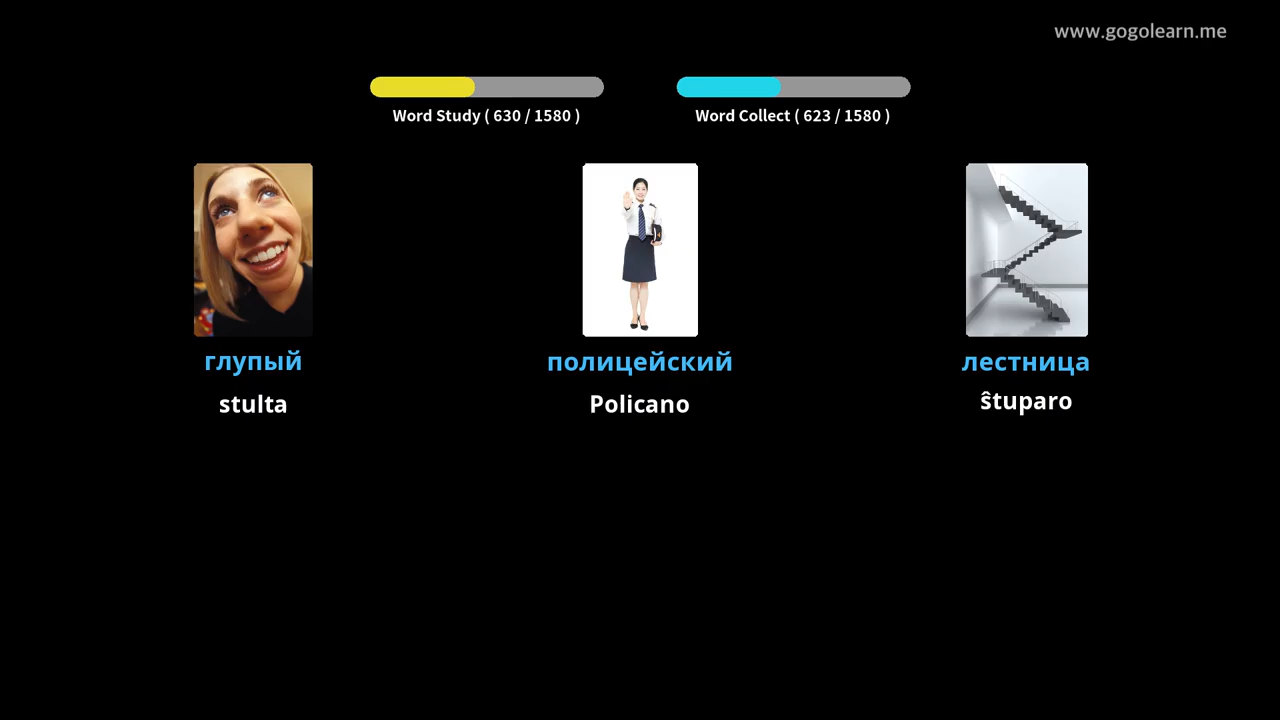 www.gogolearn.me
Word Study ( 630 / 1580 )
Word Collect ( 623 / 1580 )
глупый
полицейский
лестница
stulta
Policano
ŝtuparo